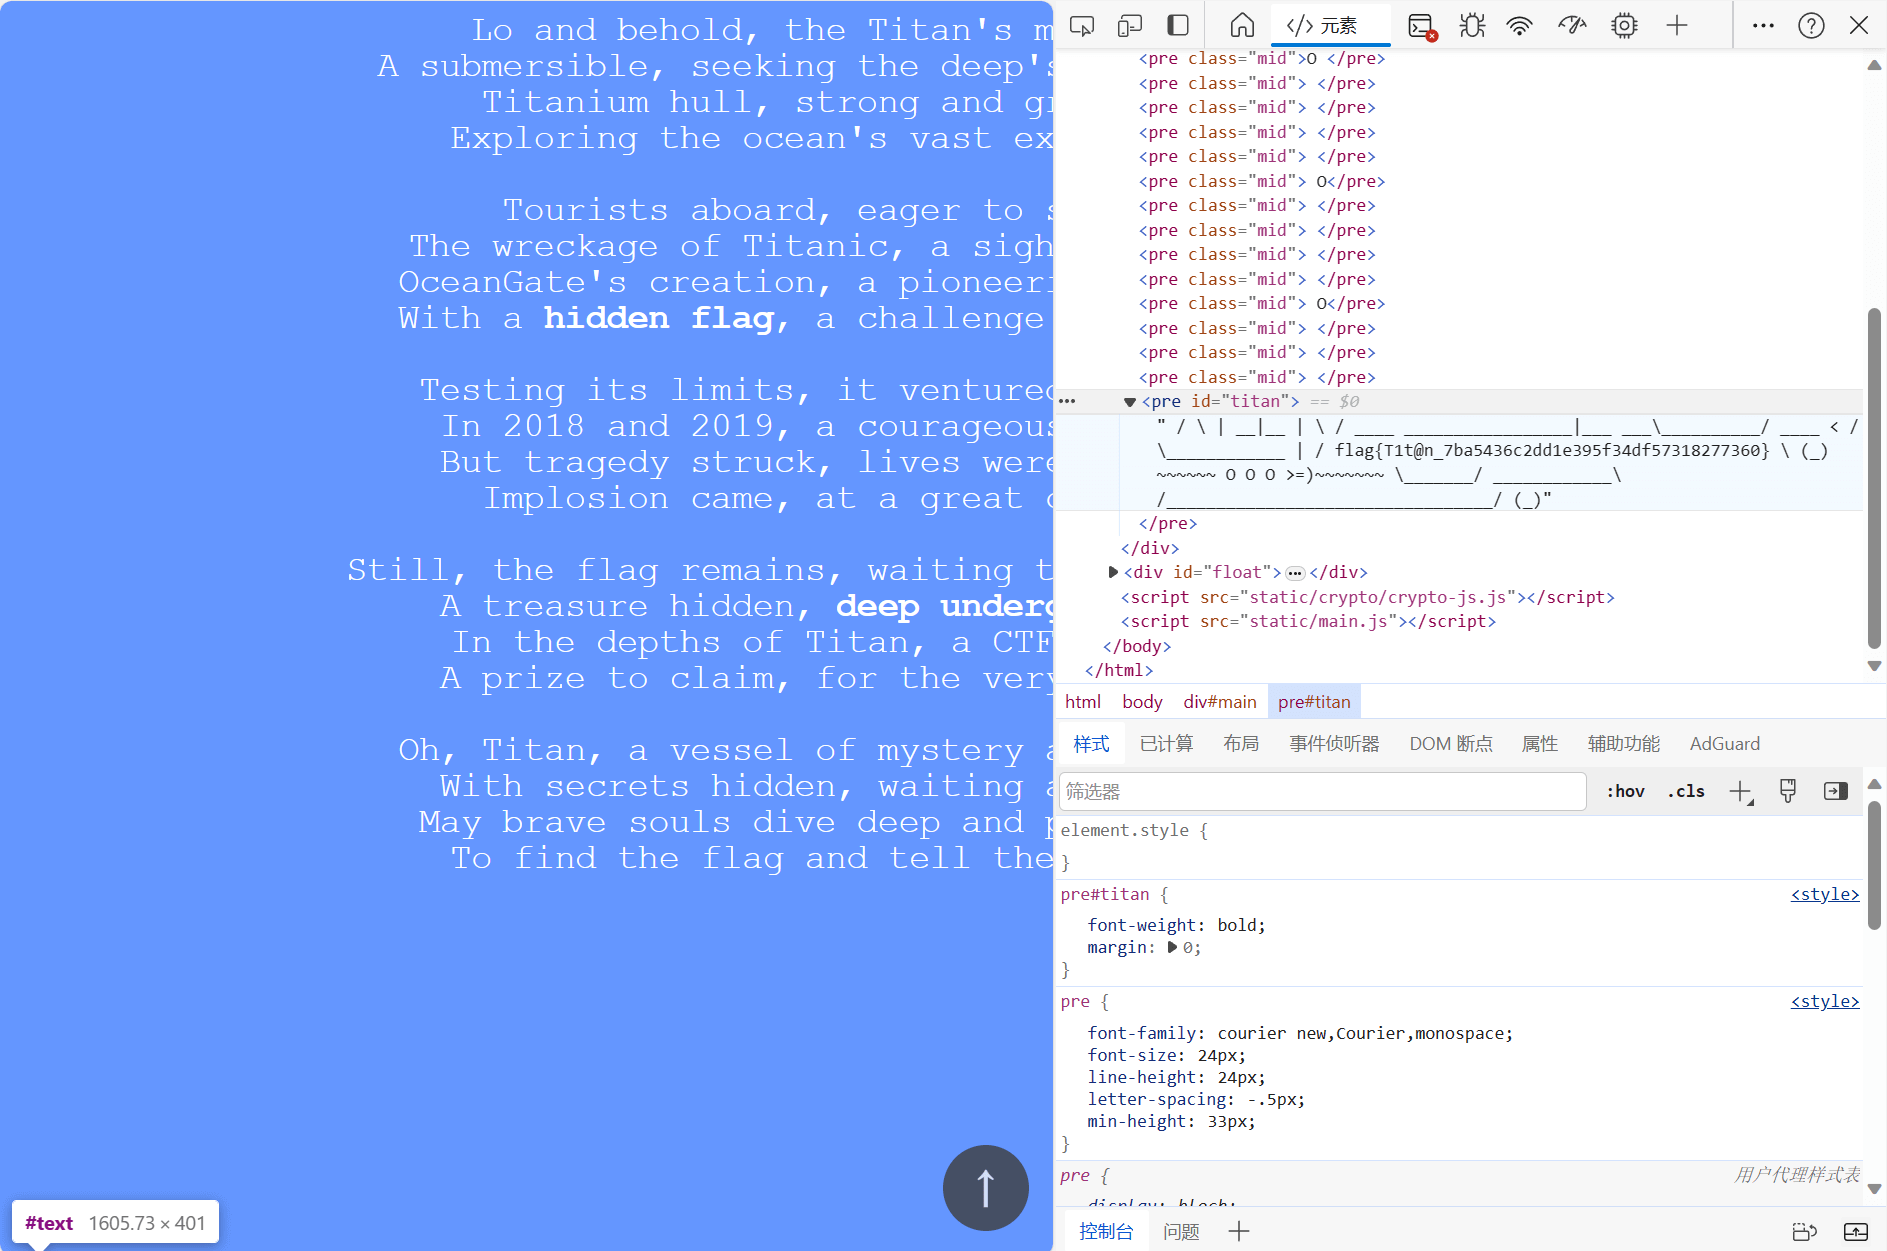 Lo and behold, the Titan's m
A submersible, seeking the deep's
Titanium hull, strong and gr
Exploring the ocean's vast ex
Tourists aboard, eager to s
The wreckage of Titanic, a sigh
OceanGate's creation, a pioneeri
With a hidden flag, a challenge
Testing its limits, it ventured
In 2018 and 2019, a courageous
But tragedy struck, lives were
Implosion came, at a great c
Still, the flag remains, waiting t
A treasure hidden, deep underg
In the depths of Titan, a CTF
A prize to claim, for the very
Oh, Titan, a vessel of mystery a
With secrets hidden, waiting a
May brave souls dive deep and p
To find the flag and tell the
#text 1605.73 × 401
</> 元素
<pre class="mid">O </pre>
<pre class="mid"> </pre>
<pre class="mid"> </pre>
<pre class="mid"> </pre>
<pre class="mid"> </pre>
<pre class="mid"> O</pre>
<pre class="mid"> </pre>
<pre class="mid"> </pre>
<pre class="mid"> </pre>
<pre class="mid"> </pre>
<pre class="mid"> O</pre>
<pre class="mid"> </pre>
<pre class="mid"> </pre>
<pre class="mid"> </pre>
<pre id="titan"> == $0
" / \ | __|__ | \ / ____ _________________|___ ___\__________/ ____ < /
\____________ | / flag{T1t@n_7ba5436c2dd1e395f34df57318277360} \ (_)
~~~~~~ O O O >=)~~~~~~~ \_______/ ____________\
/_________________________________/ (_)"
</pre>
</div>
<div id="float"></div>
<script src="static/crypto/crypto-js.js"></script>
<script src="static/main.js"></script>
</body>
</html>
html body div#main pre#titan
样式 已计算 布局 事件侦听器 DOM 断点 属性 辅助功能 AdGuard
筛选器 :hov .cls
element.style {
}
pre#titan { <style>
font-weight: bold;
margin: 0;
}
pre { <style>
font-family: courier new,Courier,monospace;
font-size: 24px;
line-height: 24px;
letter-spacing: -.5px;
min-height: 33px;
}
pre { 用户代理样式表
display: block;
控制台 问题